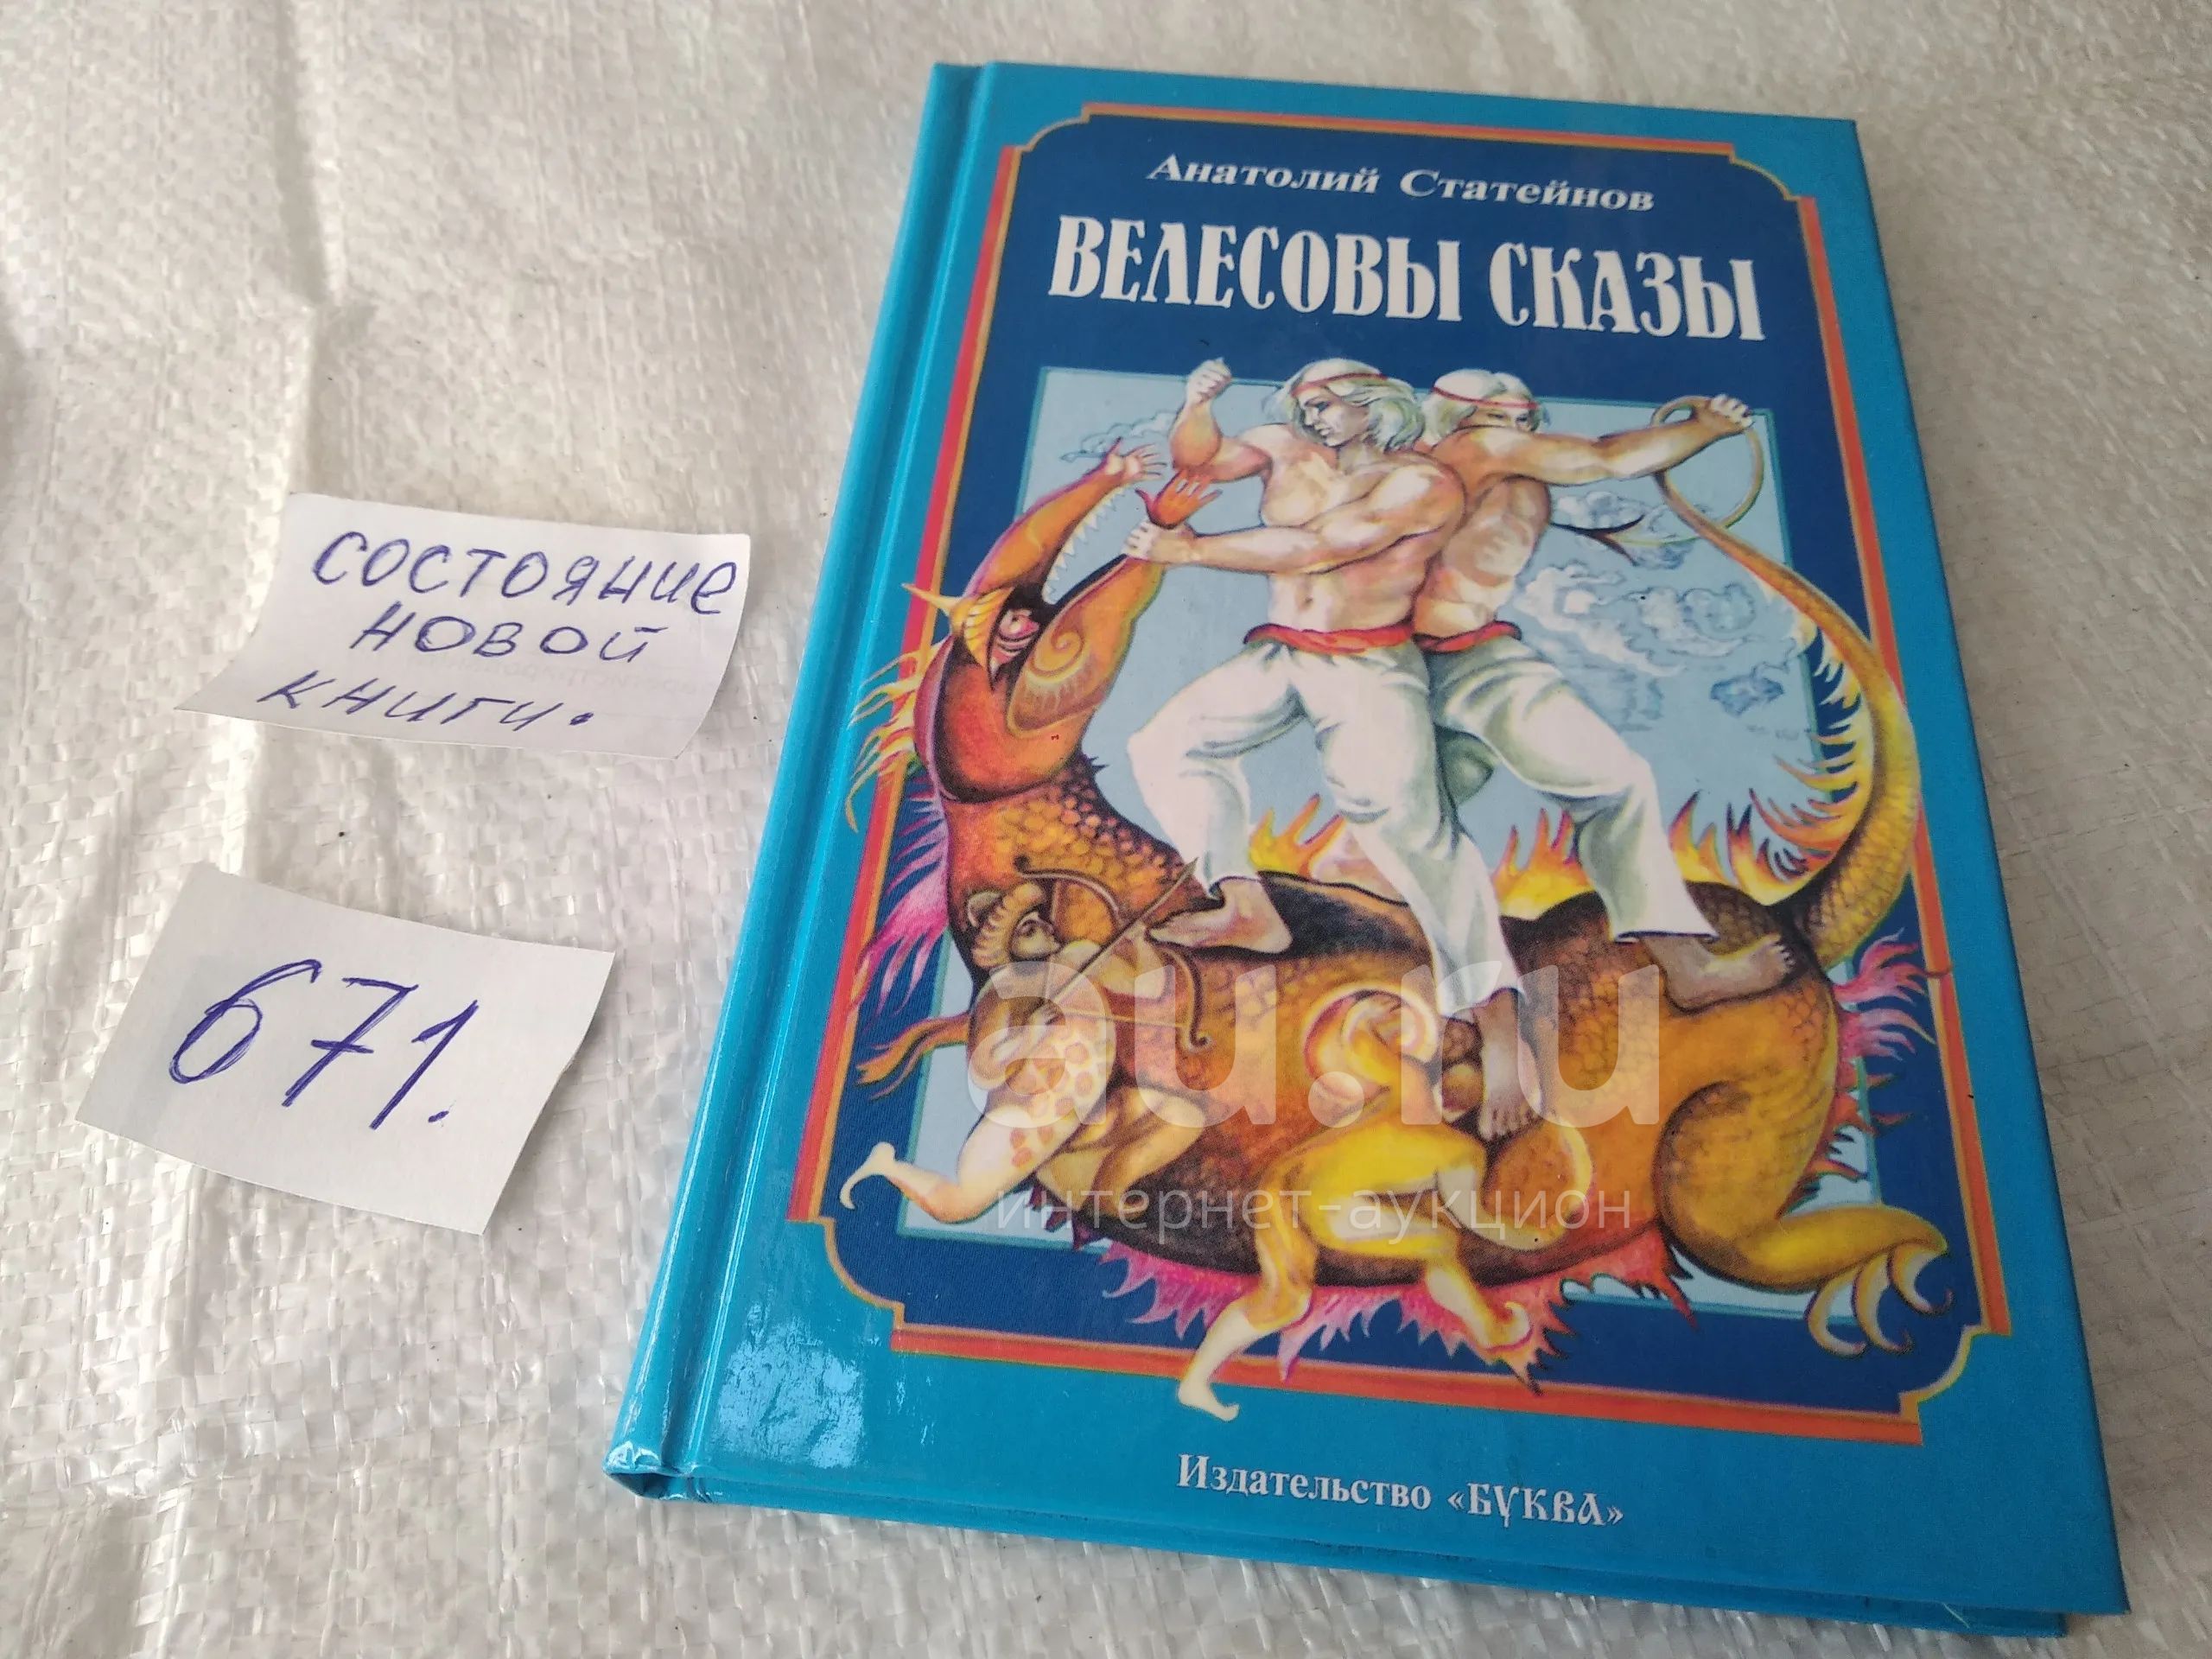 Анатолий Статейнов
ВЕЛЕСОВЫ СКАЗЫ
состояние
новой
книги.
671.
au.ru
интернет-аукцион
Издательство «БУКВА»